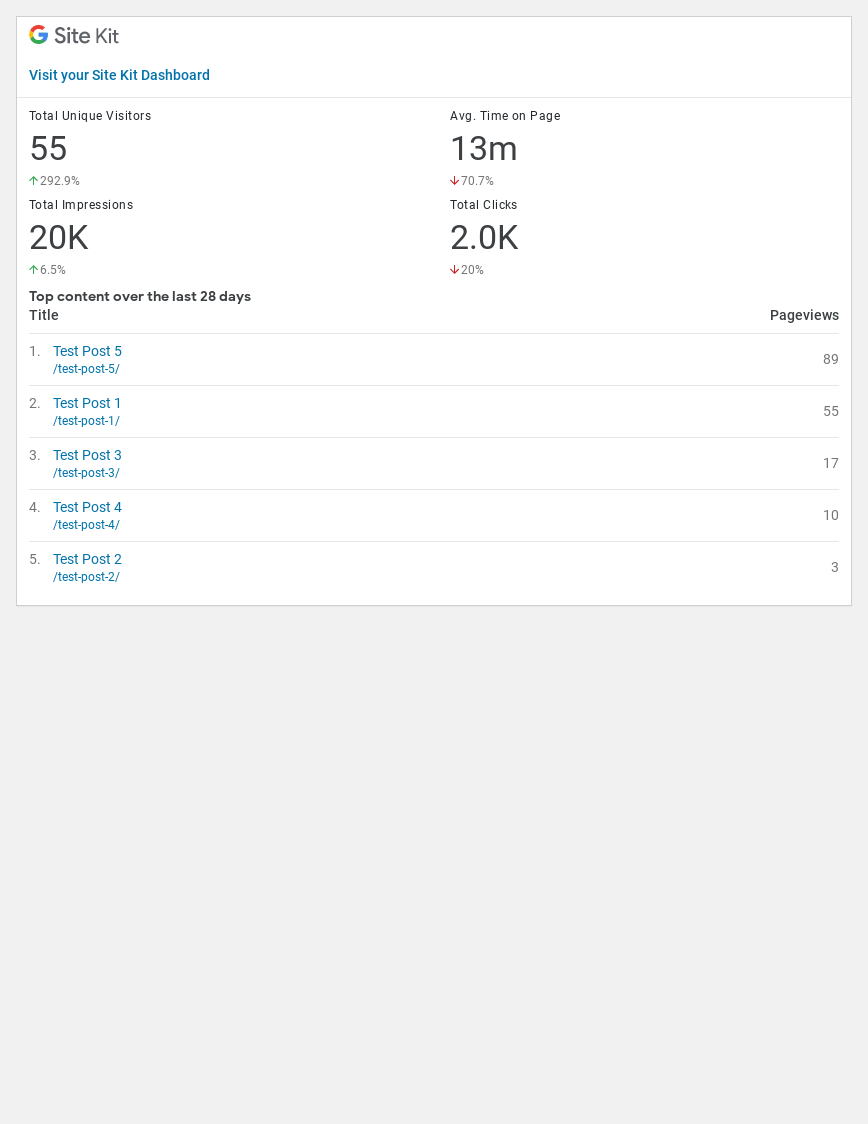 Site Kit
Visit your Site Kit Dashboard
Total Unique Visitors
55
↑292.9%
Avg. Time on Page
13m
↓70.7%
Total Impressions
20K
↑6.5%
Total Clicks
2.0K
↓20%
Top content over the last 28 days
Title Pageviews
1. Test Post 5
/test-post-5/
89
2. Test Post 1
/test-post-1/
55
3. Test Post 3
/test-post-3/
17
4. Test Post 4
/test-post-4/
10
5. Test Post 2
/test-post-2/
3